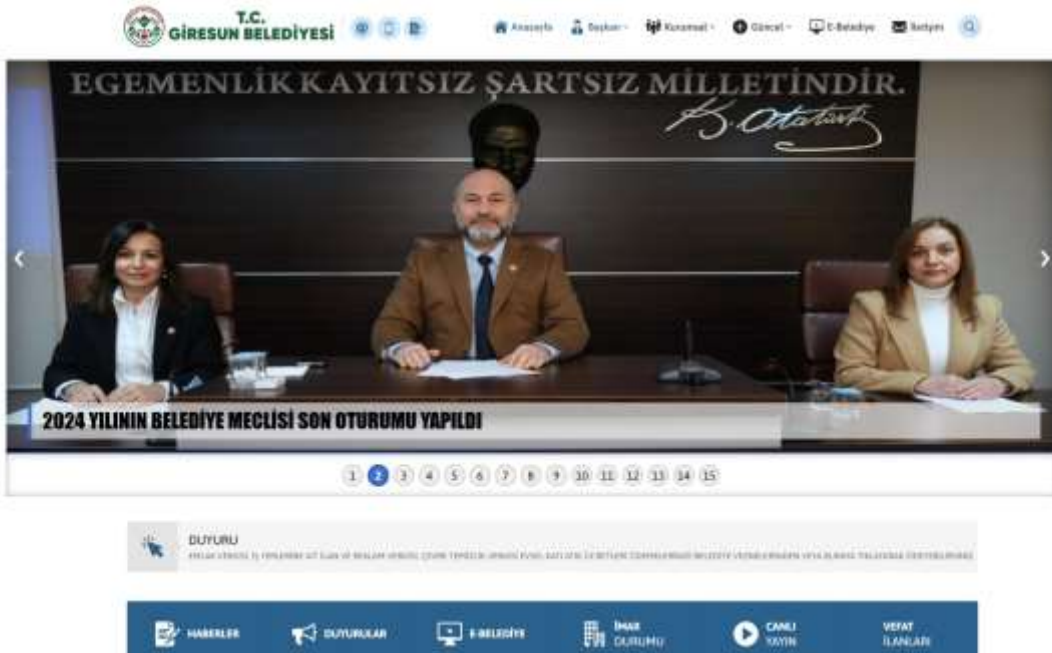 T.C.
GİRESUN BELEDİYESİ
Anasayfa Başkan Kurumsal Güncel E-Belediye İletişim
EGEMENLİK KAYITSIZ ŞARTSIZ MİLLETİNDİR.
K. Atatürk
2024 YILININ BELEDİYE MECLİSİ SON OTURUMU YAPILDI
1 2 3 4 5 6 7 8 9 10 11 12 13 14 15
DUYURU
HABERLER
DUYURULAR
E-BELEDİYE
İMAR
DURUMU
CANLI
YAYIN
VEFAT
İLANLARI